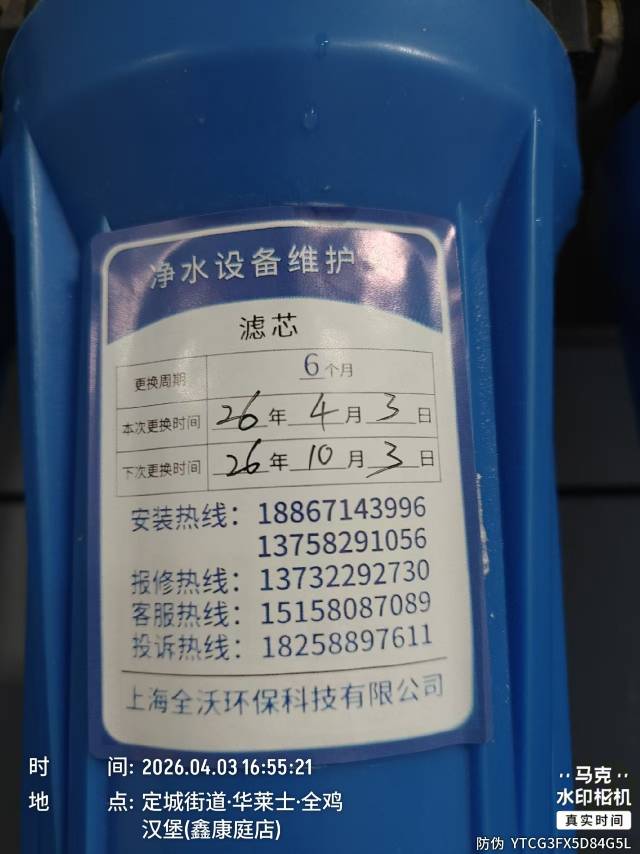 净水设备维护
滤芯
更换周期 6个月
本次更换时间 26年4月3日
下次更换时间 26年10月3日
安装热线：18867143996
13758291056
报修热线：13732292730
客服热线：15158087089
投诉热线：18258897611
上海全沃环保科技有限公司
时 间: 2026.04.03 16:55:21
地 点: 定城街道·华莱士·全鸡
汉堡(鑫康庭店)
马克
水印相机
真实时间
防伪 YTCG3FX5D84G5L